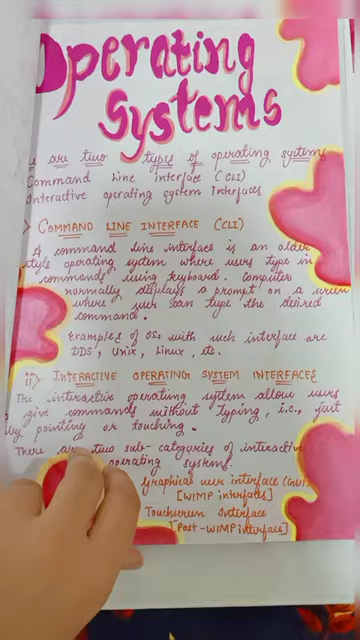 Operating
Systems
are two types of operating systems
Command Line interface (CLI)
Interactive operating system interfaces
COMMAND LINE INTERFACE (CLI)
A command line interface is an older
style operating system where users type in
commands using keyboard. Computer
normally displays a prompt on a screen
where user can type the desired
command.
Examples of OSs with such interface are
DDS, Unix, Linux, etc.
ii> INTERACTIVE OPERATING SYSTEM INTERFACES
The interactive operating system allow users
give commands without typing, i.e., just
by pointing or touching.
There are two sub-categories of interactive
operating systems.
Graphical user interface (GUI)
[WIMP interfaces]
Touchscreen Interface
[Post-WIMP interface]